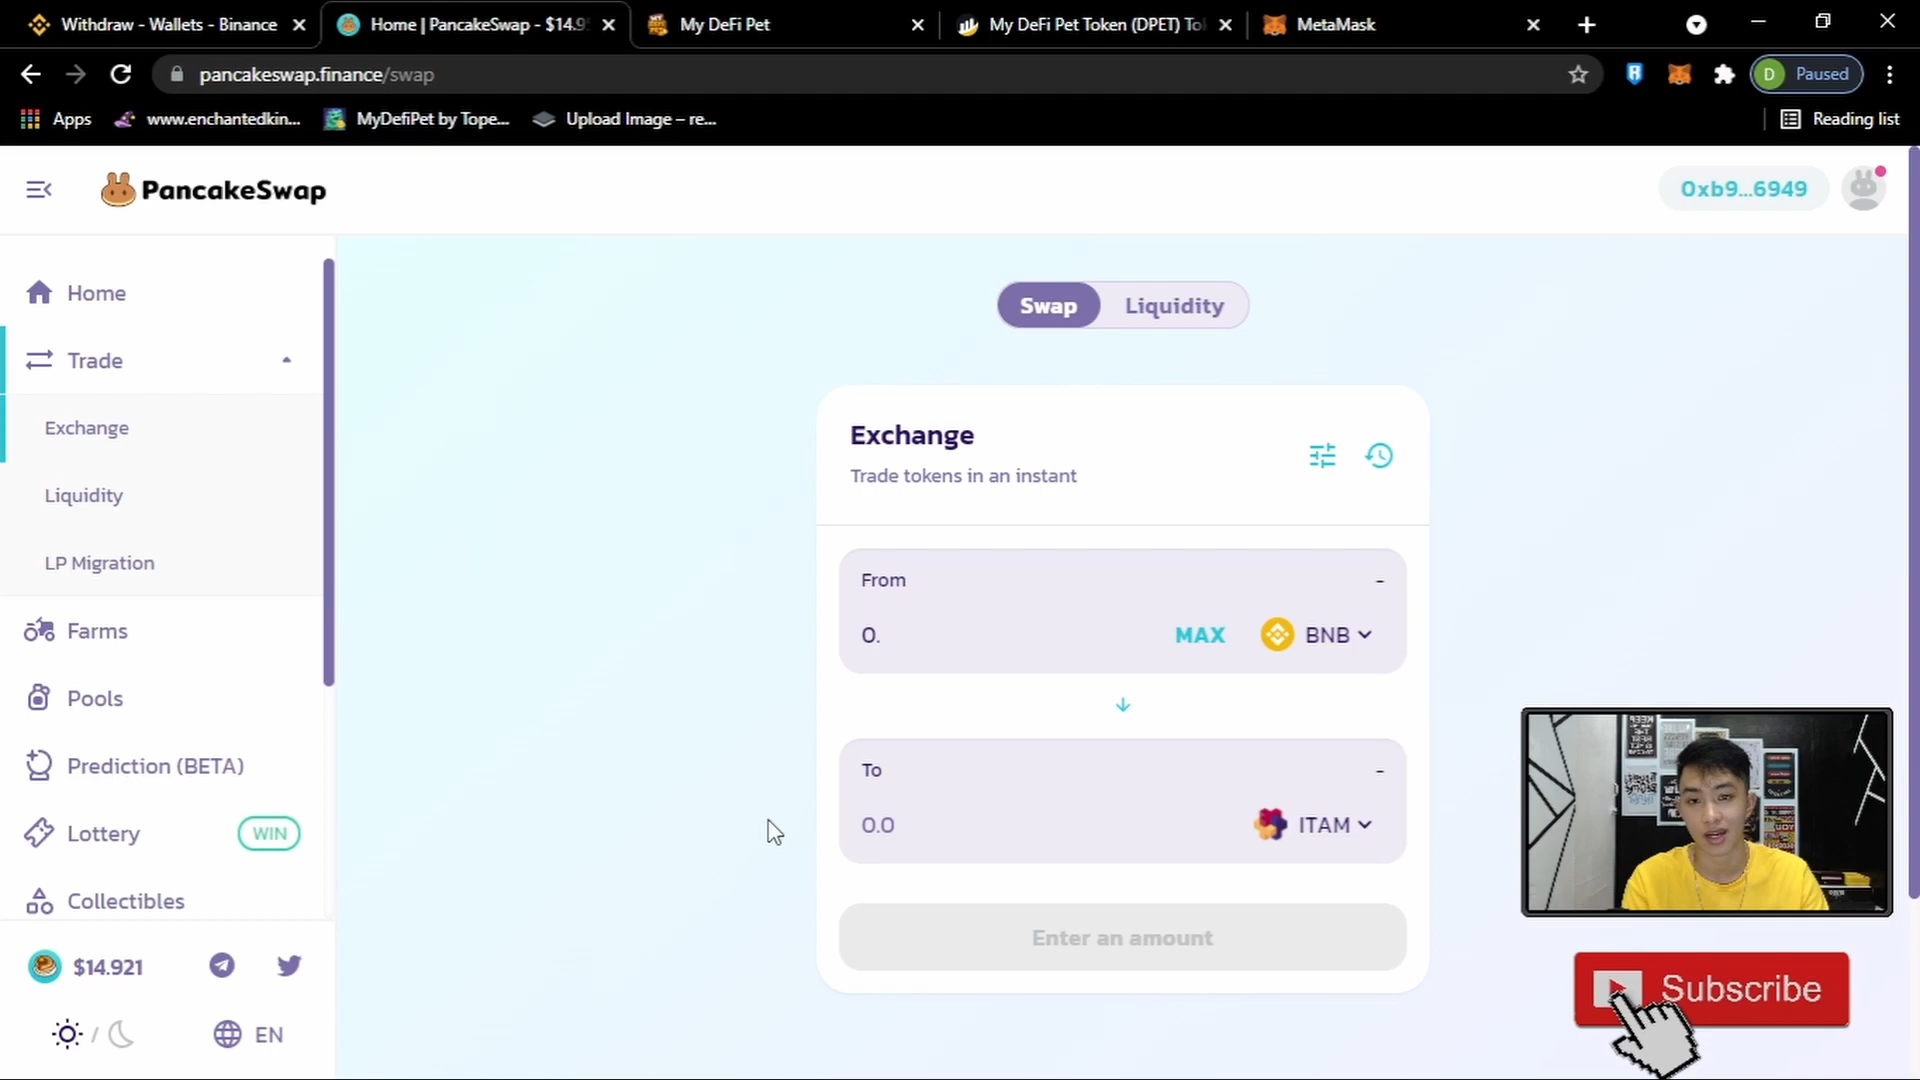 Withdraw - Wallets - Binance
Home | PancakeSwap - $14.9
My DeFi Pet
My DeFi Pet Token (DPET) To
MetaMask
pancakeswap.finance/swap
D
Paused
Apps
www.enchantedkin...
MyDefiPet by Tope...
Upload Image – re...
Reading list
PancakeSwap
0xb9...6949
Home
Trade
Exchange
Liquidity
LP Migration
Farms
Pools
Prediction (BETA)
Lottery
WIN
Collectibles
$14.921
/
EN
Swap
Liquidity
Exchange
Trade tokens in an instant
From
-
0.
MAX
BNB
To
-
0.0
ITAM
Enter an amount
Subscribe